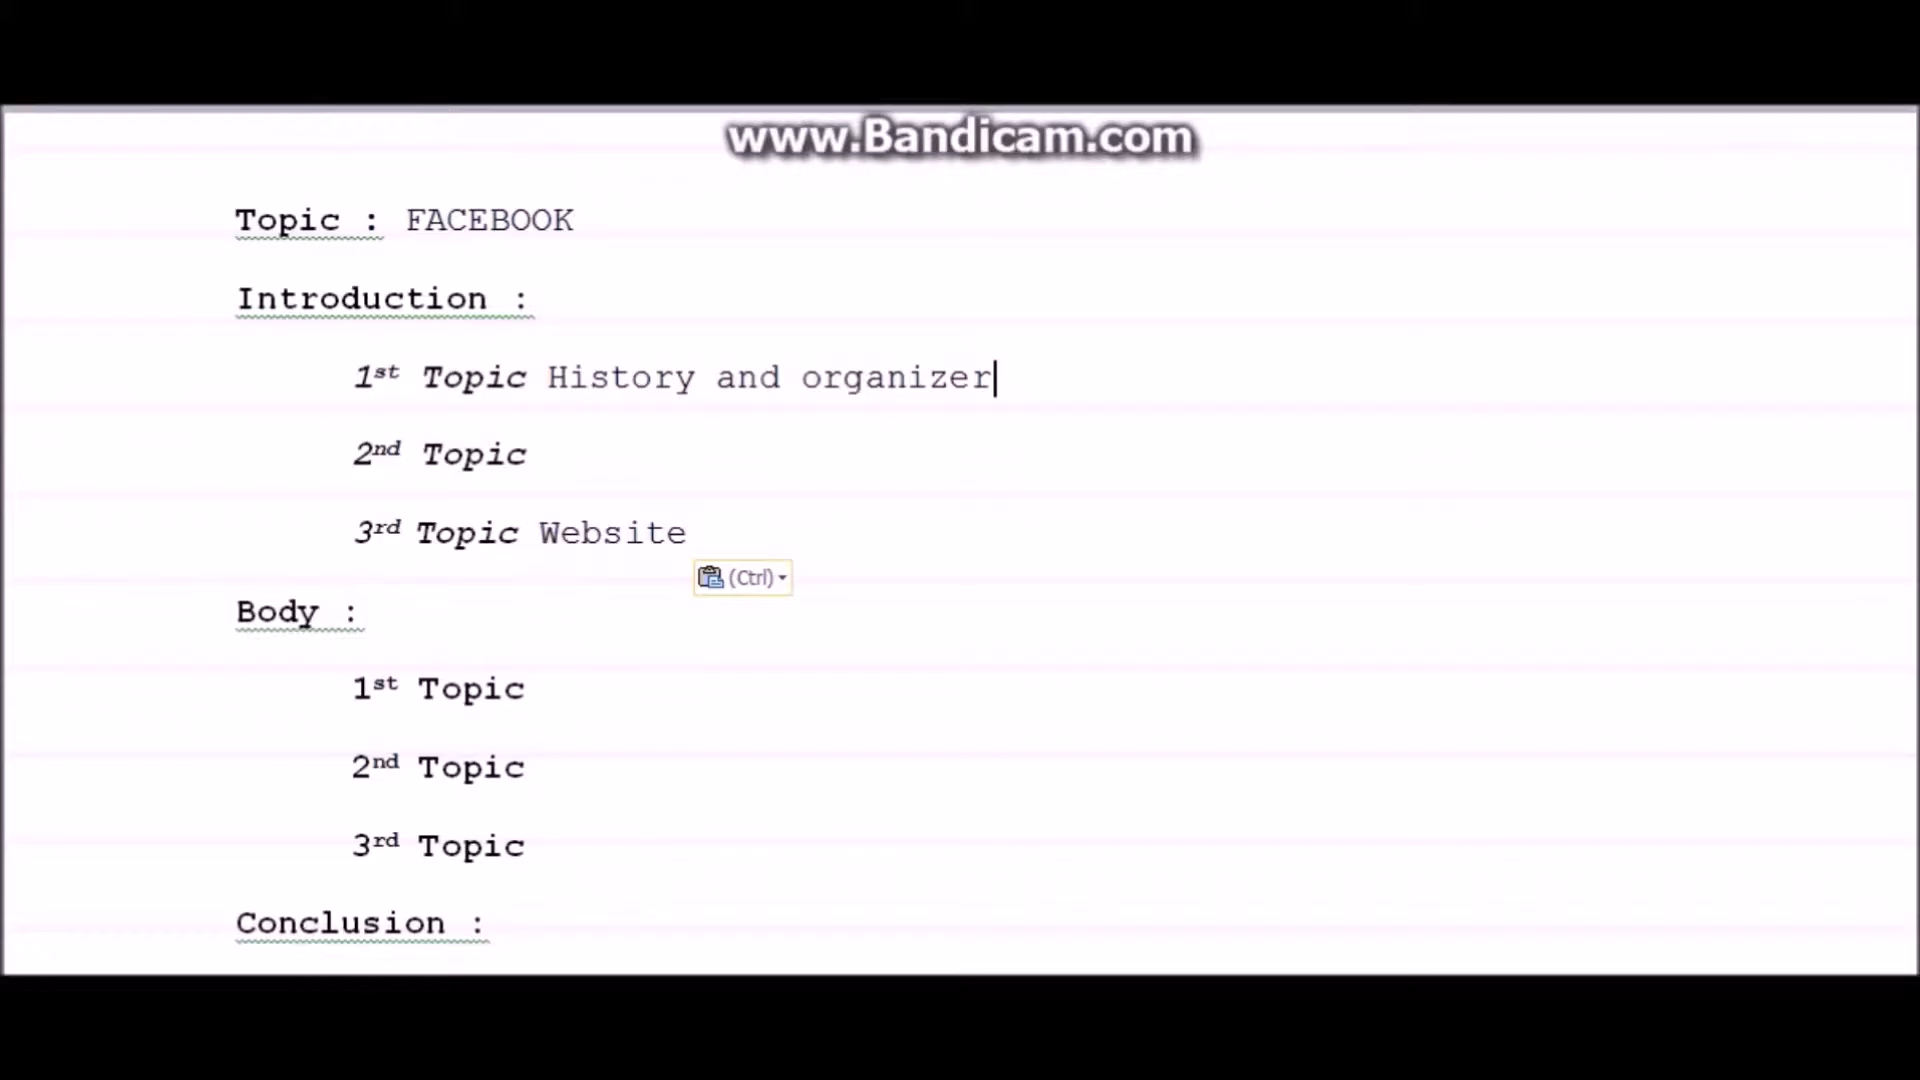 www.Bandicam.com
Topic : FACEBOOK
Introduction :
1st Topic History and organizer
2nd Topic
3rd Topic Website
(Ctrl)
Body :
1st Topic
2nd Topic
3rd Topic
Conclusion :